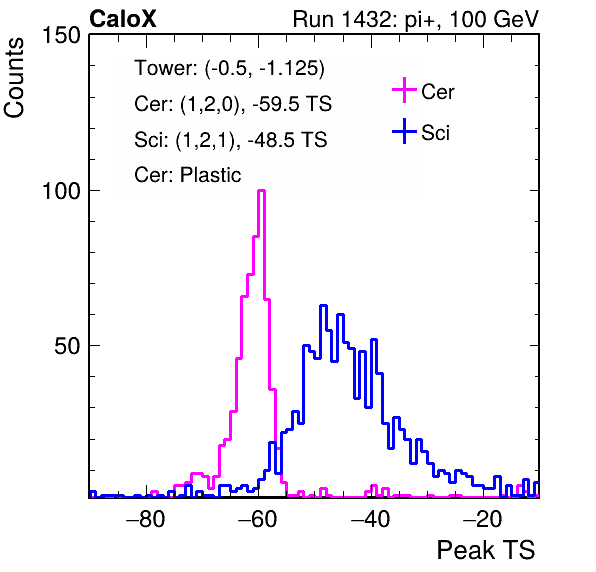 CaloX Run 1432: pi+, 100 GeV
Counts
150
100
50
Tower: (-0.5, -1.125)
Cer: (1,2,0), -59.5 TS
Sci: (1,2,1), -48.5 TS
Cer: Plastic
Cer
Sci
−80 −60 −40 −20
Peak TS